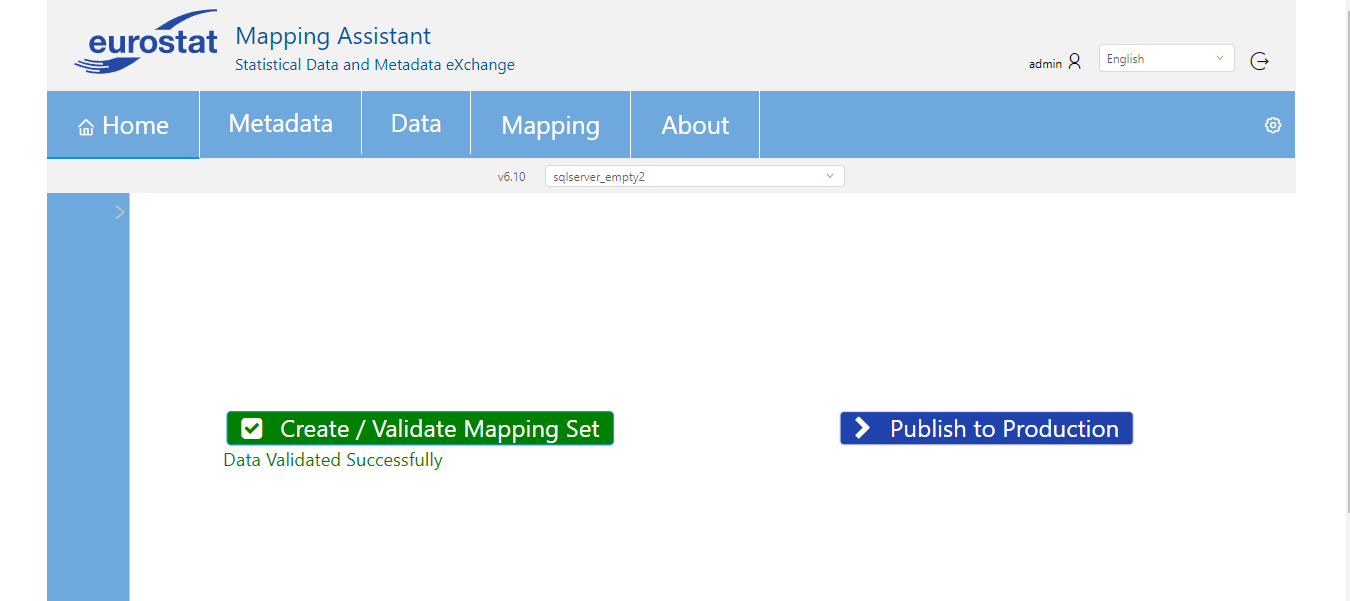 eurostat
Mapping Assistant
Statistical Data and Metadata eXchange
admin
English
Home
Metadata
Data
Mapping
About
v6.10
sqlserver_empty2
Create / Validate Mapping Set
Publish to Production
Data Validated Successfully